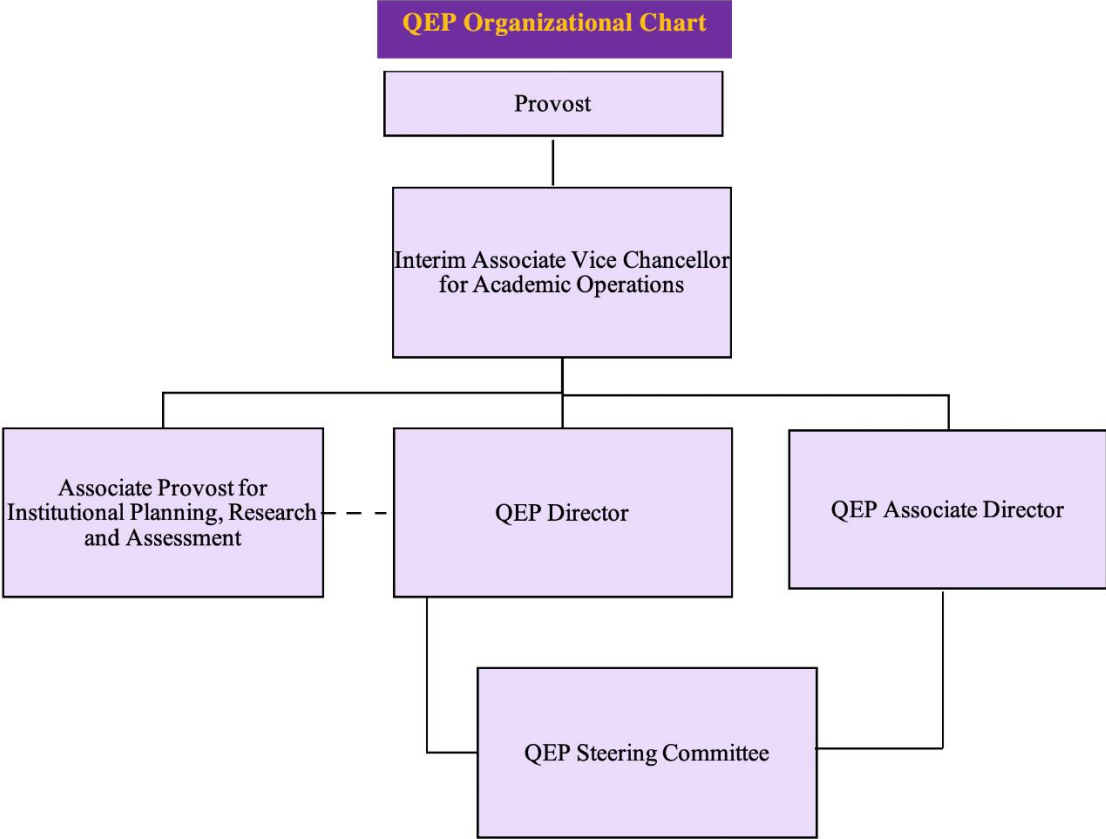 QEP Organizational Chart
Provost
Interim Associate Vice Chancellor
for Academic Operations
Associate Provost for
Institutional Planning, Research
and Assessment
QEP Director
QEP Associate Director
QEP Steering Committee